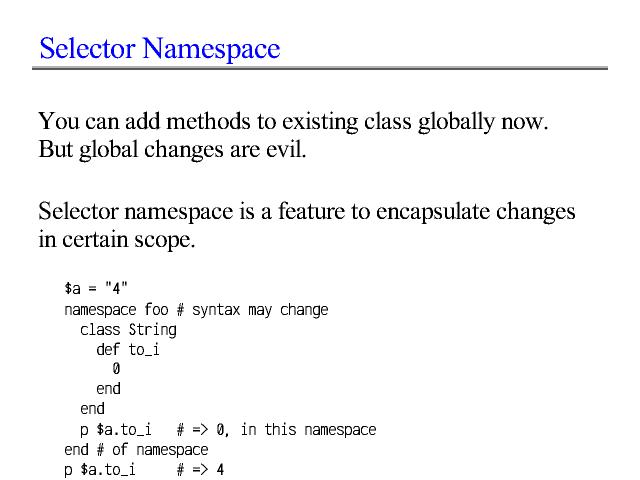 Selector Namespace
You can add methods to existing class globally now.
But global changes are evil.
Selector namespace is a feature to encapsulate changes
in certain scope.
$a = "4"
namespace foo # syntax may change
  class String
    def to_i
      0
    end
  end
  p $a.to_i   # => 0, in this namespace
end # of namespace
p $a.to_i     # => 4